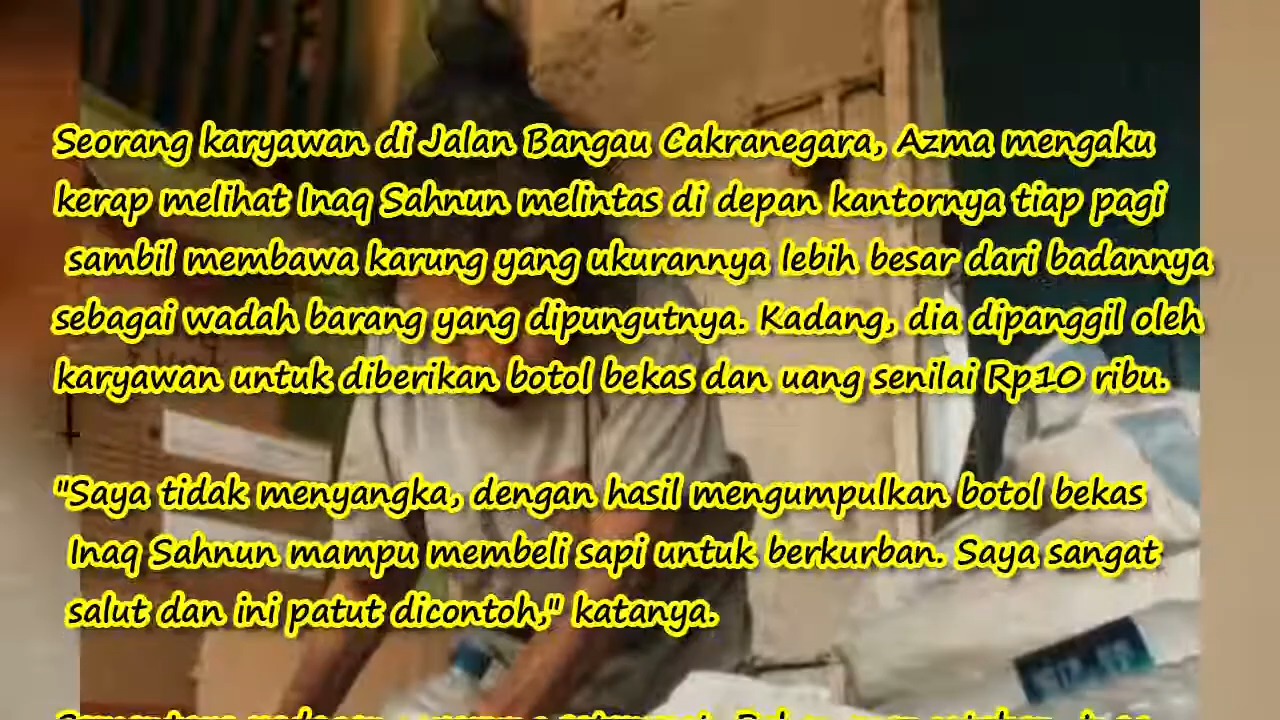 Seorang karyawan di Jalan Bangau Cakranegara, Azma mengaku
kerap melihat Inaq Sahnun melintas di depan kantornya tiap pagi
sambil membawa karung yang ukurannya lebih besar dari badannya
sebagai wadah barang yang dipungutnya. Kadang, dia dipanggil oleh
karyawan untuk diberikan botol bekas dan uang senilai Rp10 ribu.
"Saya tidak menyangka, dengan hasil mengumpulkan botol bekas
Inaq Sahnun mampu membeli sapi untuk berkurban. Saya sangat
salut dan ini patut dicontoh," katanya.